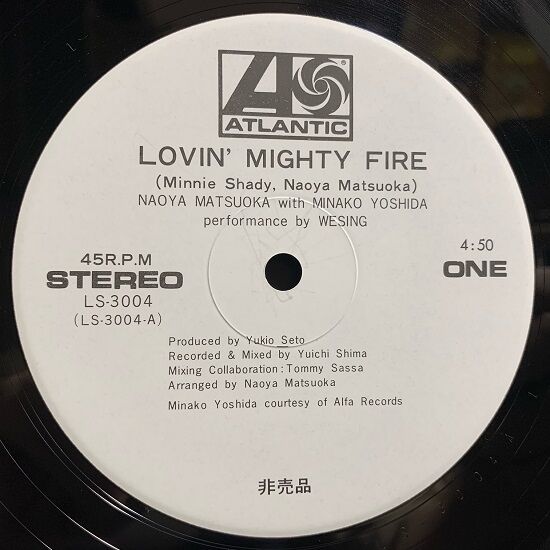 ATLANTIC
LOVIN' MIGHTY FIRE
(Minnie Shady, Naoya Matsuoka)
NAOYA MATSUOKA with MINAKO YOSHIDA
performance by WESING
45R.P.M
STEREO
LS-3004
(LS-3004-A)
4:50
ONE
Produced by Yukio Seto
Recorded & Mixed by Yuichi Shima
Mixing Collaboration: Tommy Sassa
Arranged by Naoya Matsuoka
Minako Yoshida courtesy of Alfa Records
非売品